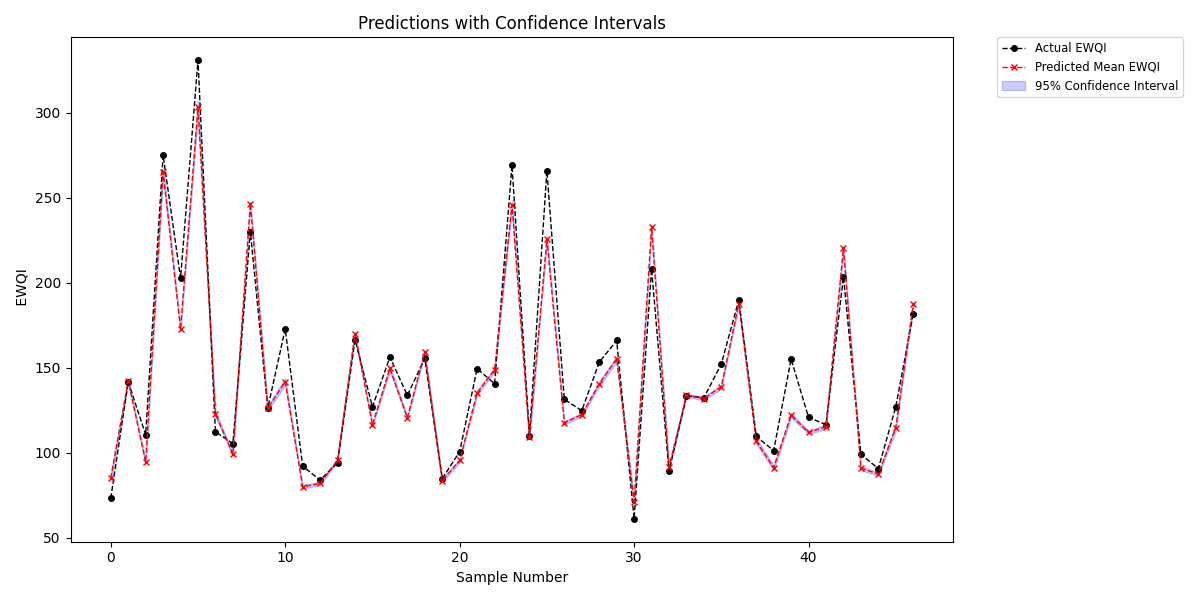 Predictions with Confidence Intervals
Actual EWQI
Predicted Mean EWQI
95% Confidence Interval
EWQI
300
250
200
150
100
50
0
10
20
30
40
Sample Number